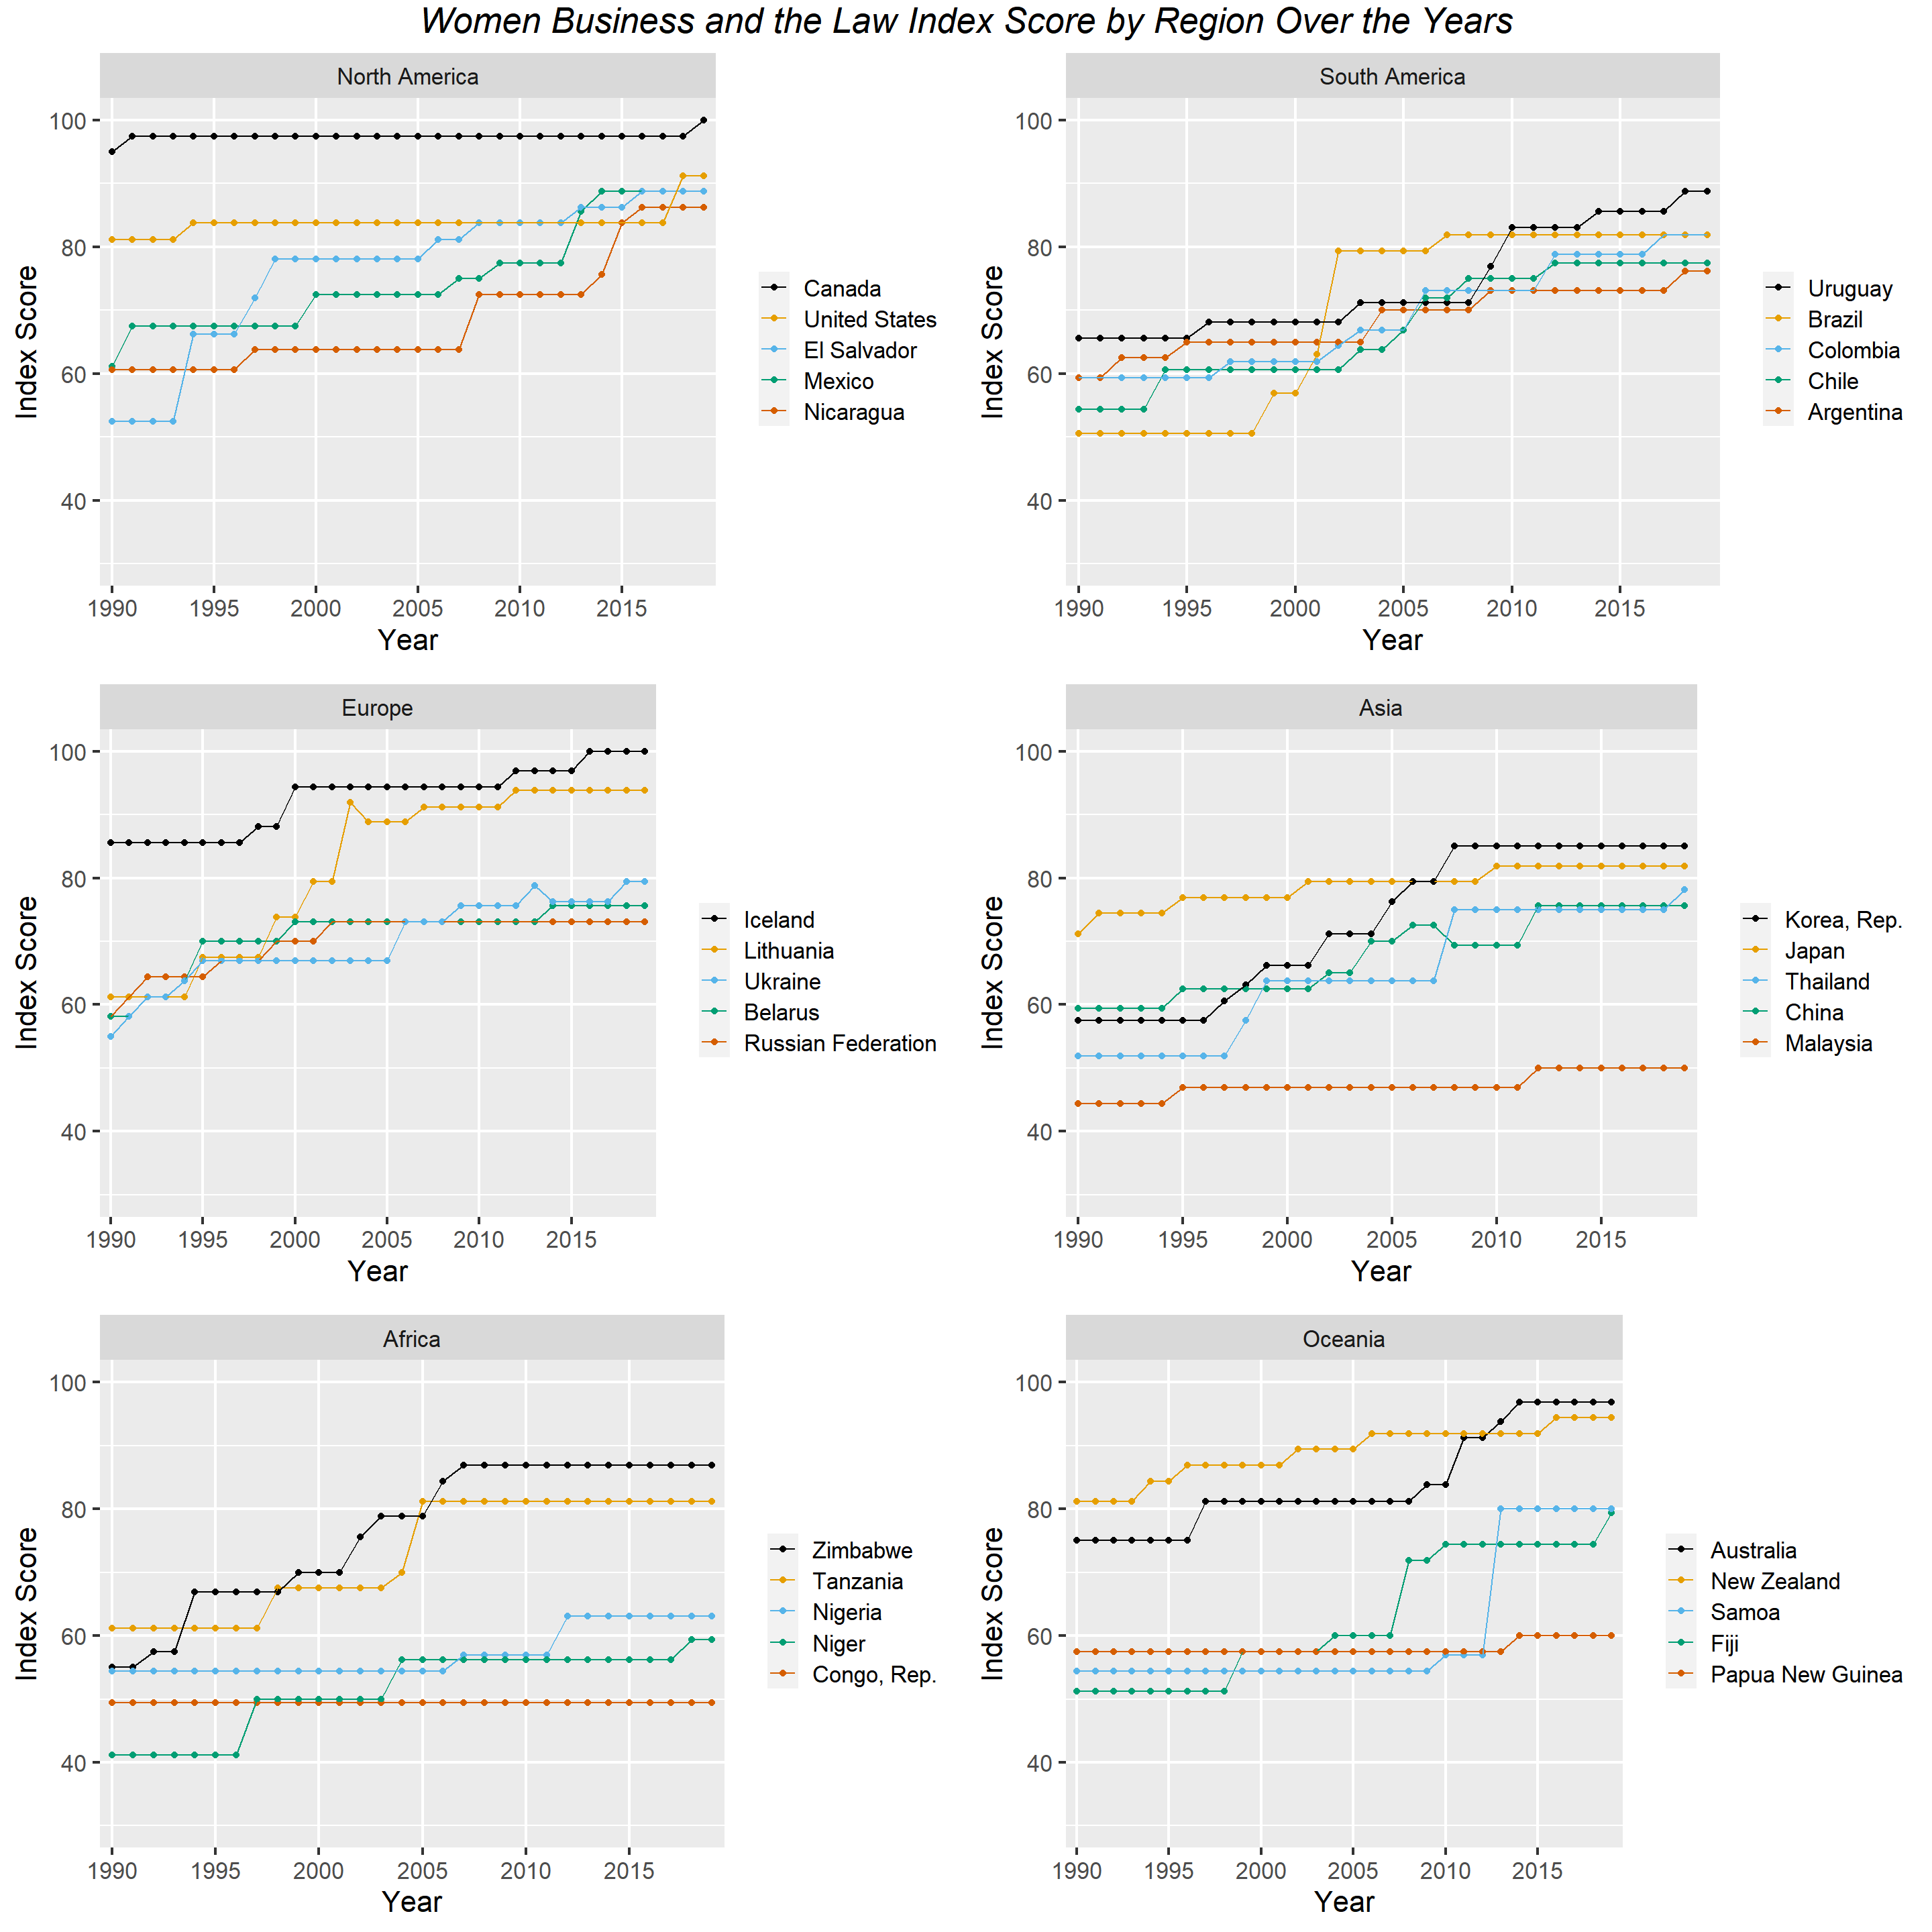 Women Business and the Law Index Score by Region Over the Years
North America
100
80
60
40
Index Score
1990 1995 2000 2005 2010 2015
Year
Canada
United States
El Salvador
Mexico
Nicaragua
South America
100
80
60
40
Index Score
1990 1995 2000 2005 2010 2015
Year
Uruguay
Brazil
Colombia
Chile
Argentina
Europe
100
80
60
40
Index Score
1990 1995 2000 2005 2010 2015
Year
Iceland
Lithuania
Ukraine
Belarus
Russian Federation
Asia
100
80
60
40
Index Score
1990 1995 2000 2005 2010 2015
Year
Korea, Rep.
Japan
Thailand
China
Malaysia
Africa
100
80
60
40
Index Score
1990 1995 2000 2005 2010 2015
Year
Zimbabwe
Tanzania
Nigeria
Niger
Congo, Rep.
Oceania
100
80
60
40
Index Score
1990 1995 2000 2005 2010 2015
Year
Australia
New Zealand
Samoa
Fiji
Papua New Guinea